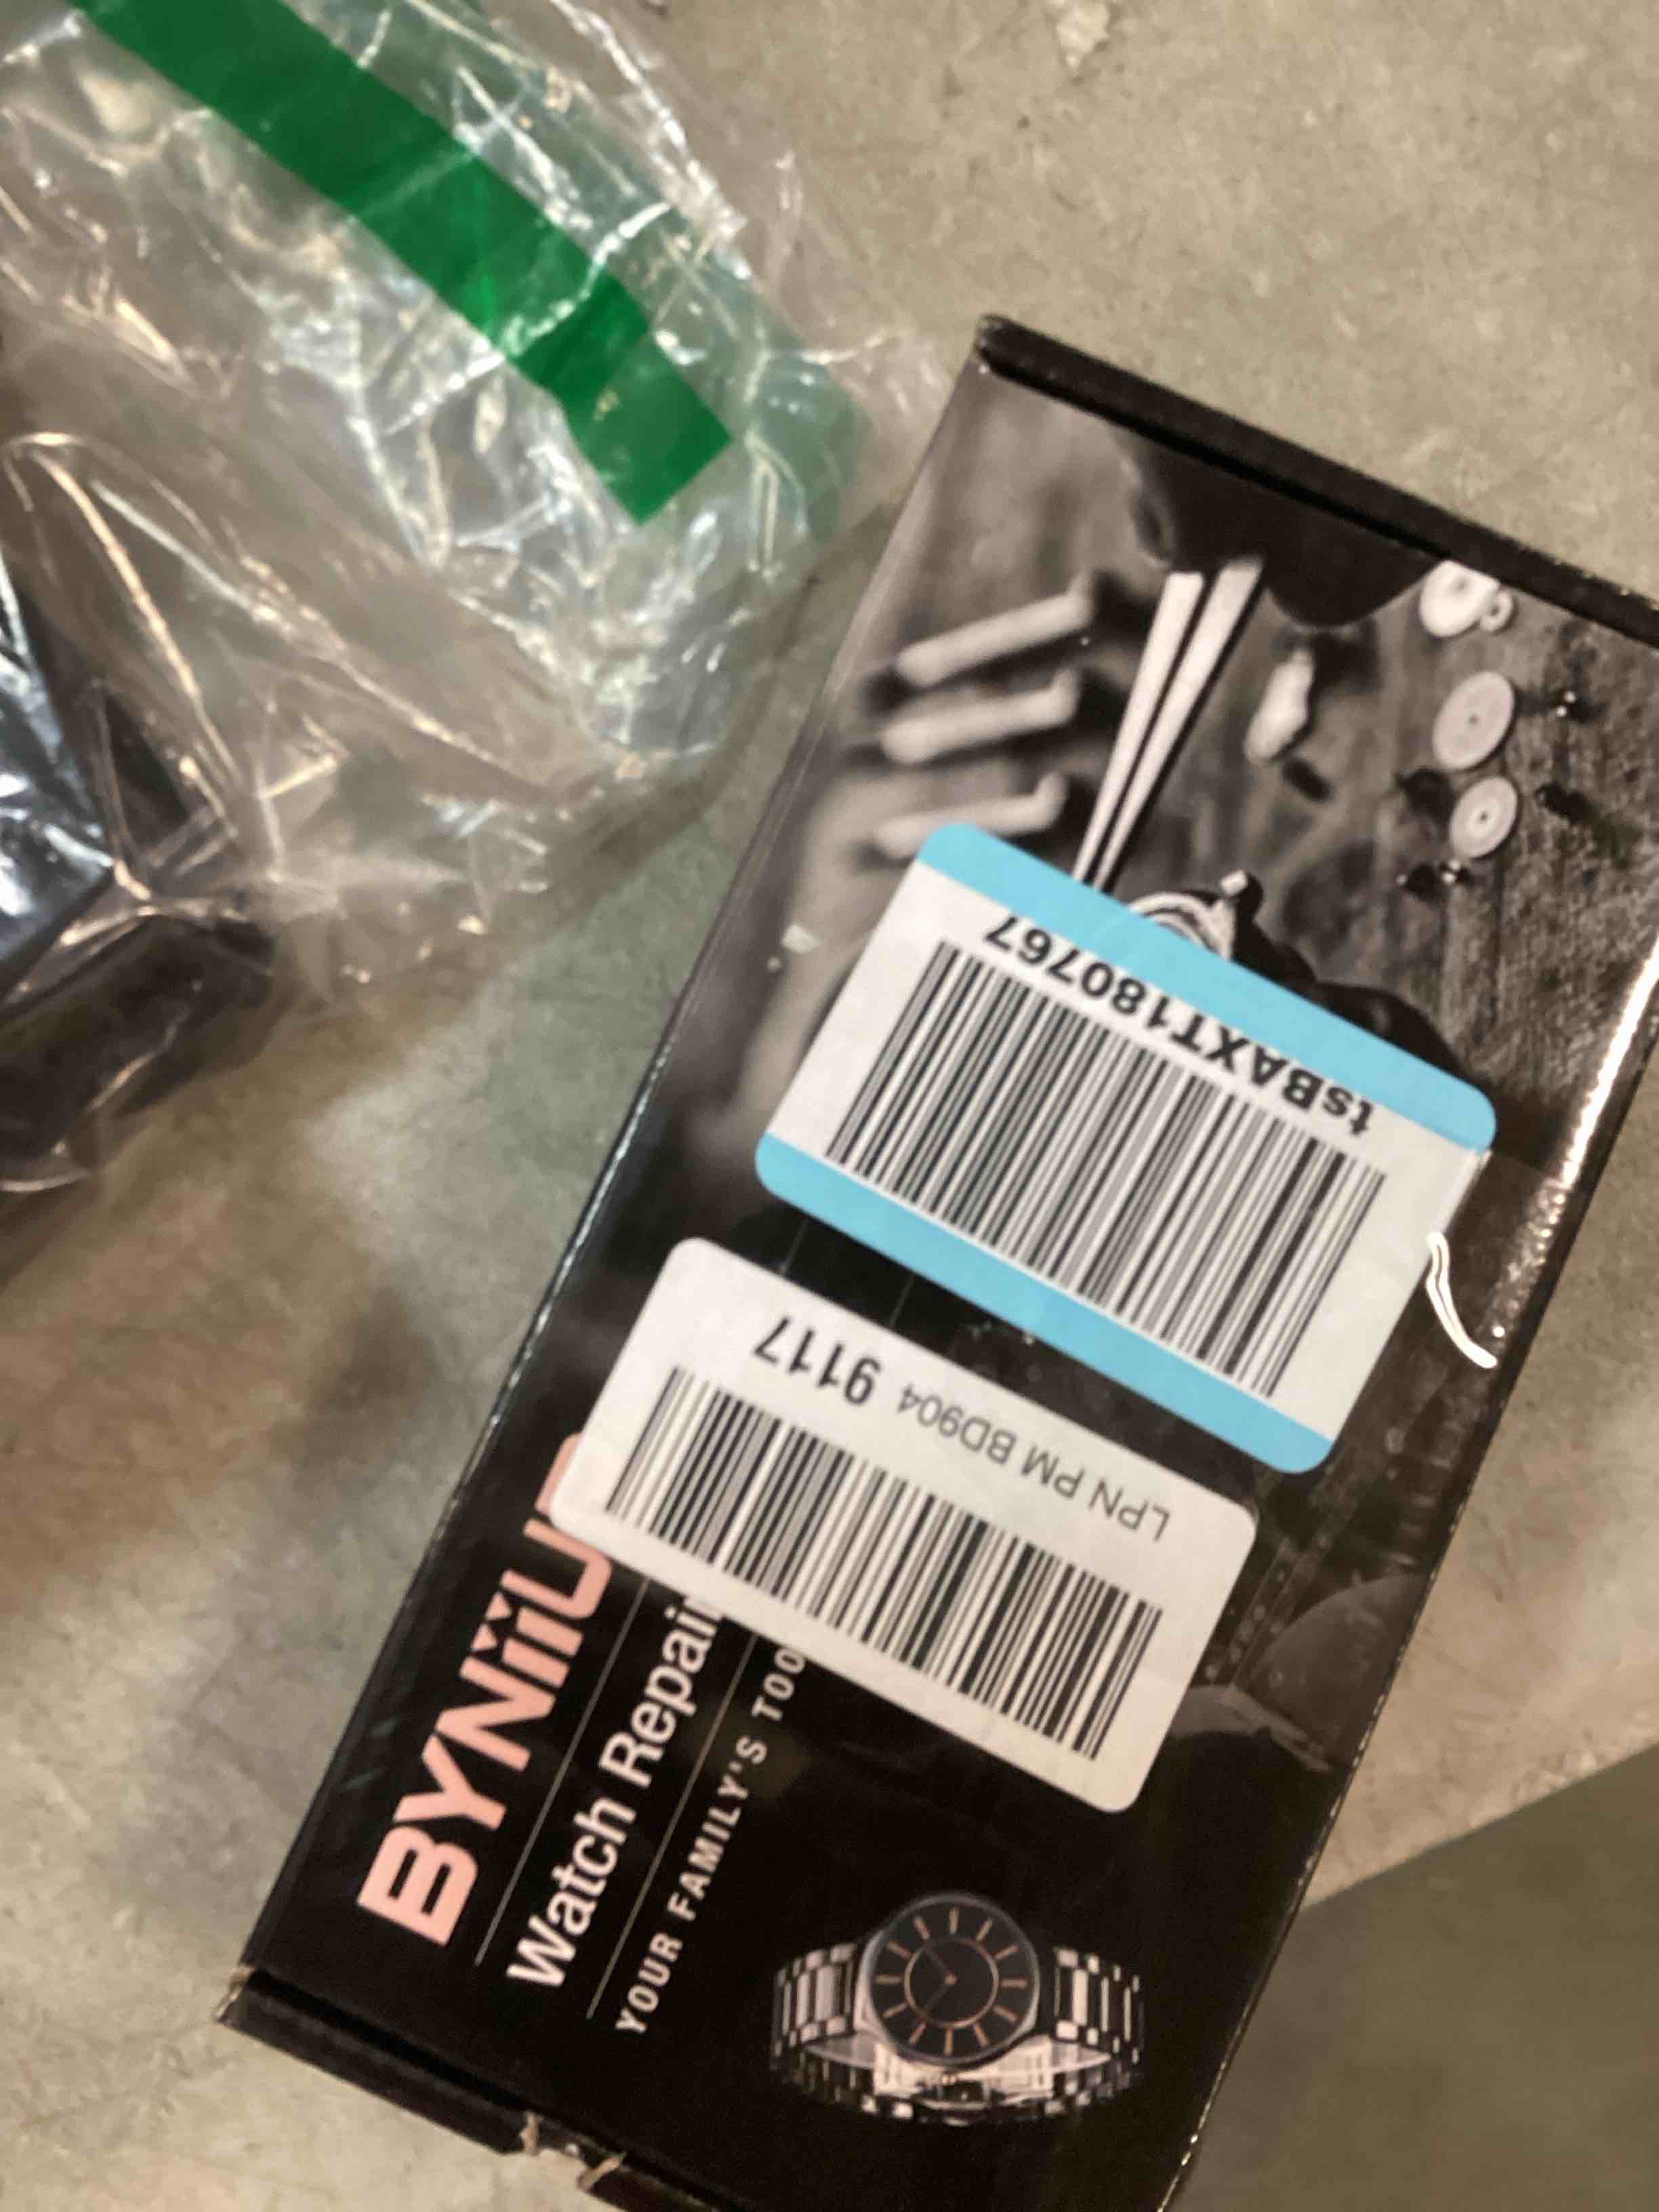 tsBAXT180767
LPN PM BD904 9117
BYNIIU
Watch Repair
YOUR FAMILY'S TOO